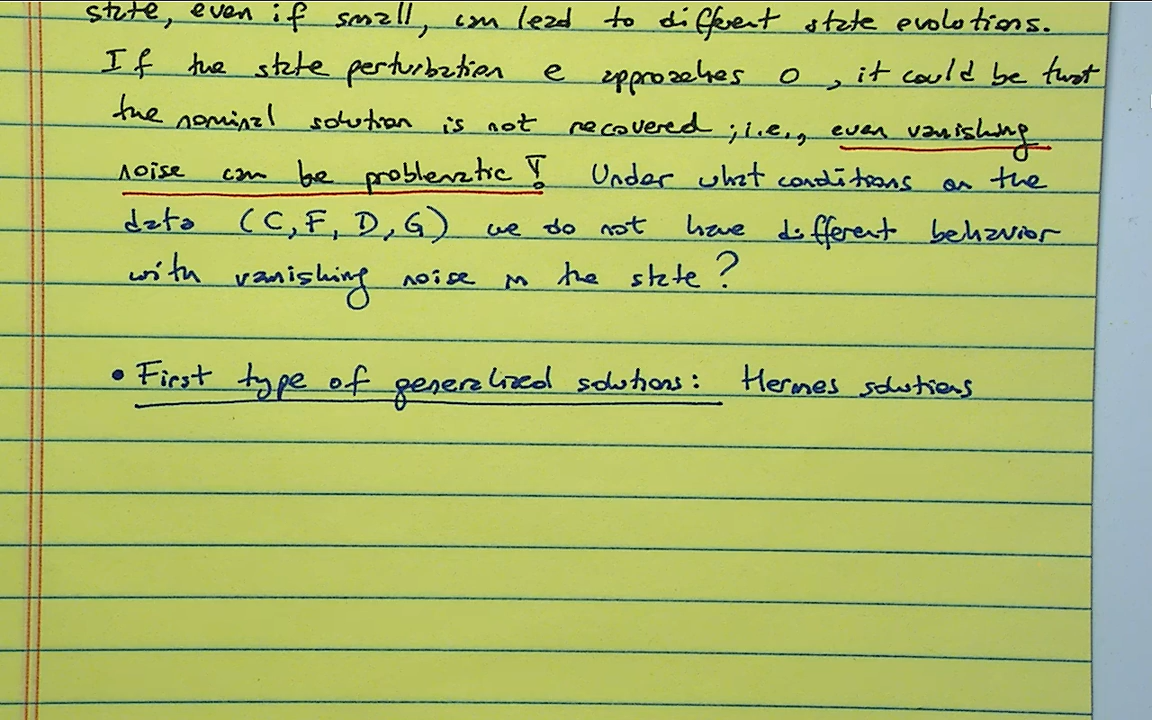 state, even if small, can lead to different state evolutions.
If the state perturbation e approaches 0, it could be that
the nominal solution is not recovered; i.e., even vanishing
noise can be problematic! Under what conditions on the
data (C, F, D, G) we do not have different behavior
with vanishing noise in the state?
• First type of generalized solutions: Hermes solutions